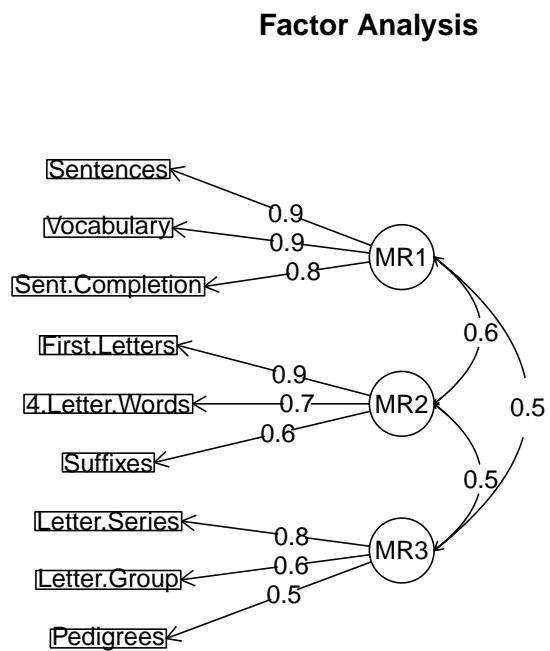 Factor Analysis
Sentences
Vocabulary
Sent.Completion
First.Letters
4.Letter.Words
Suffixes
Letter.Series
Letter.Group
Pedigrees
0.9
0.9
0.8
0.9
0.7
0.6
0.8
0.6
0.5
MR1
MR2
MR3
0.6
0.5
0.5